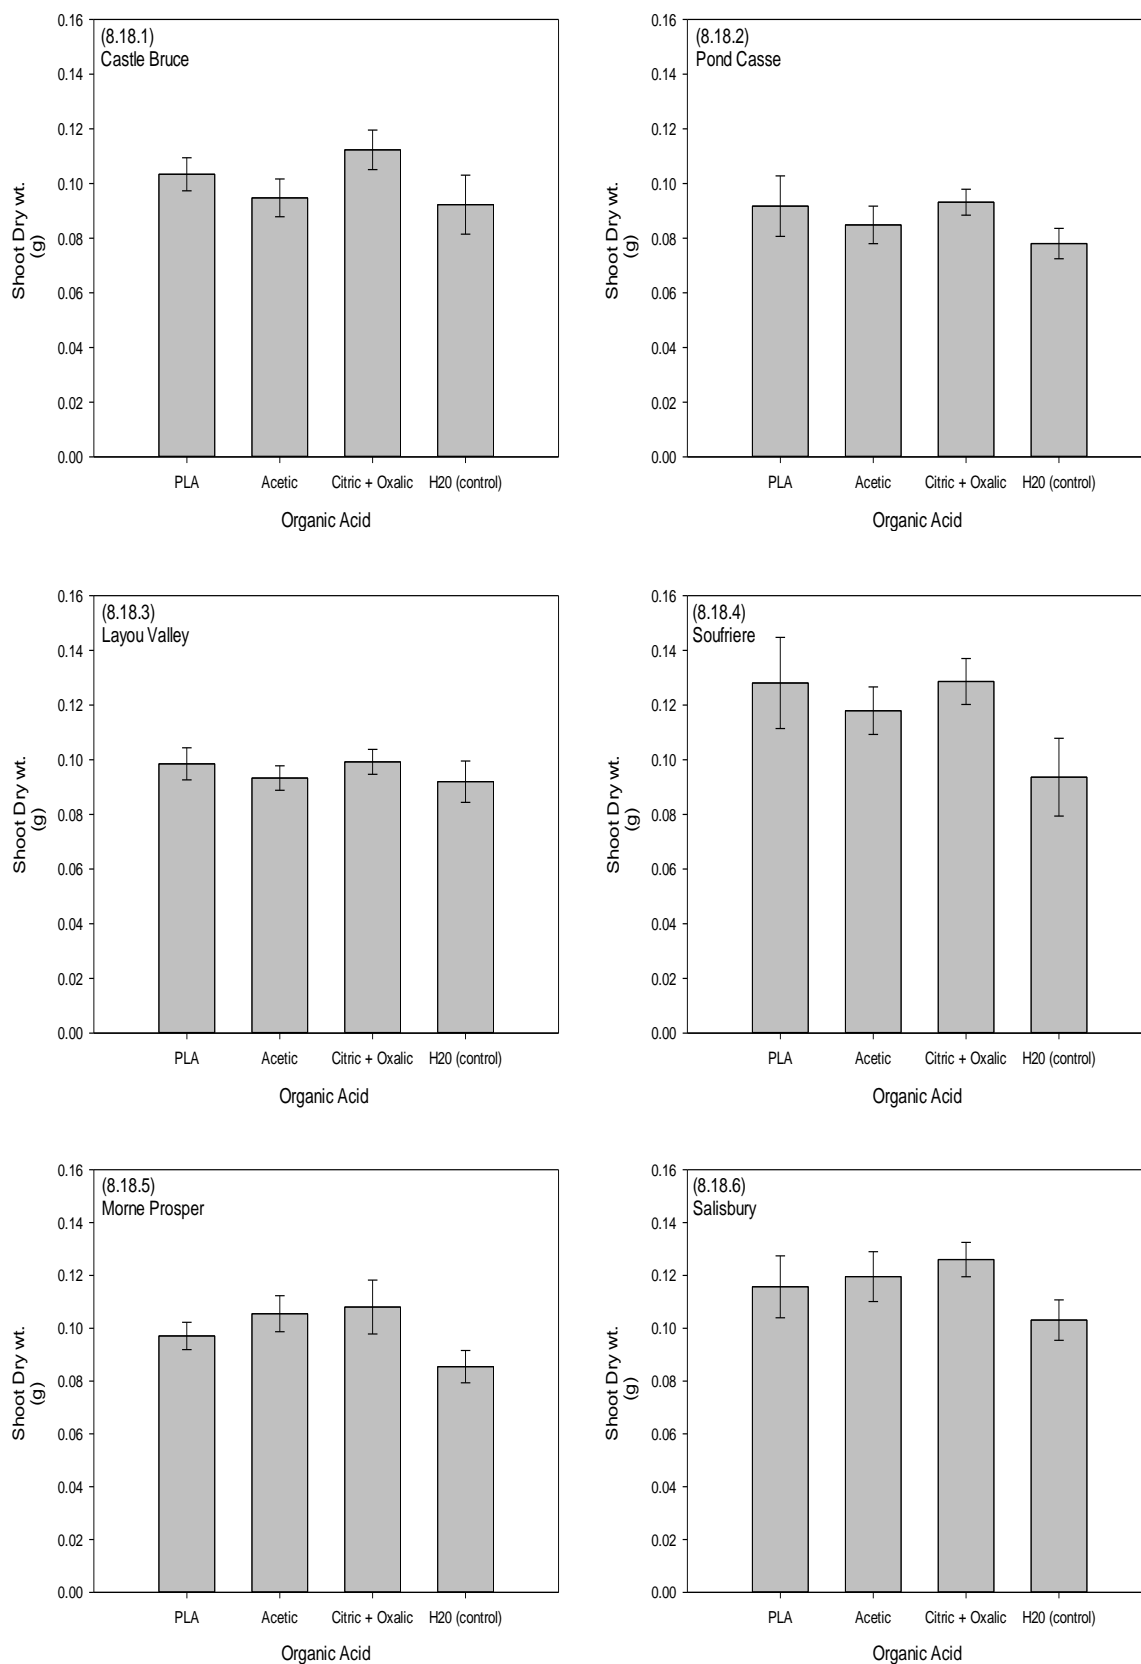 (8.18.1)
Castle Bruce
Shoot Dry wt.
(g)
0.16
0.14
0.12
0.10
0.08
0.06
0.04
0.02
0.00
PLA Acetic Citric + Oxalic H20 (control)
Organic Acid
(8.18.2)
Pond Casse
Shoot Dry wt.
(g)
0.16
0.14
0.12
0.10
0.08
0.06
0.04
0.02
0.00
PLA Acetic Citric + Oxalic H20 (control)
Organic Acid
(8.18.3)
Layou Valley
Shoot Dry wt.
(g)
0.16
0.14
0.12
0.10
0.08
0.06
0.04
0.02
0.00
PLA Acetic Citric + Oxalic H20 (control)
Organic Acid
(8.18.4)
Soufriere
Shoot Dry wt.
(g)
0.16
0.14
0.12
0.10
0.08
0.06
0.04
0.02
0.00
PLA Acetic Citric + Oxalic H20 (control)
Organic Acid
(8.18.5)
Morne Prosper
Shoot Dry wt.
(g)
0.16
0.14
0.12
0.10
0.08
0.06
0.04
0.02
0.00
PLA Acetic Citric + Oxalic H20 (control)
Organic Acid
(8.18.6)
Salisbury
Shoot Dry wt.
(g)
0.16
0.14
0.12
0.10
0.08
0.06
0.04
0.02
0.00
PLA Acetic Citric + Oxalic H20 (control)
Organic Acid